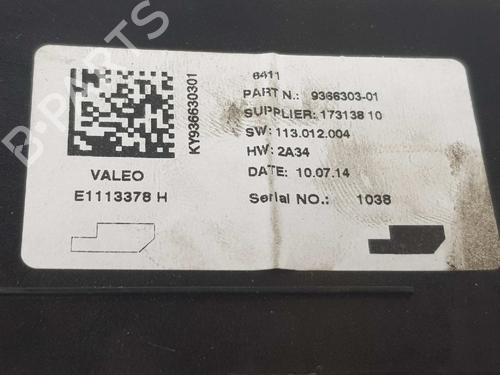 6411
PART N.: 9366303-01
SUPPLIER: 173138 10
SW: 113.012.004
HW: 2A34
DATE: 10.07.14
Serial NO.: 1038
KY936630301
VALEO
E1113378 H
B-PARTS